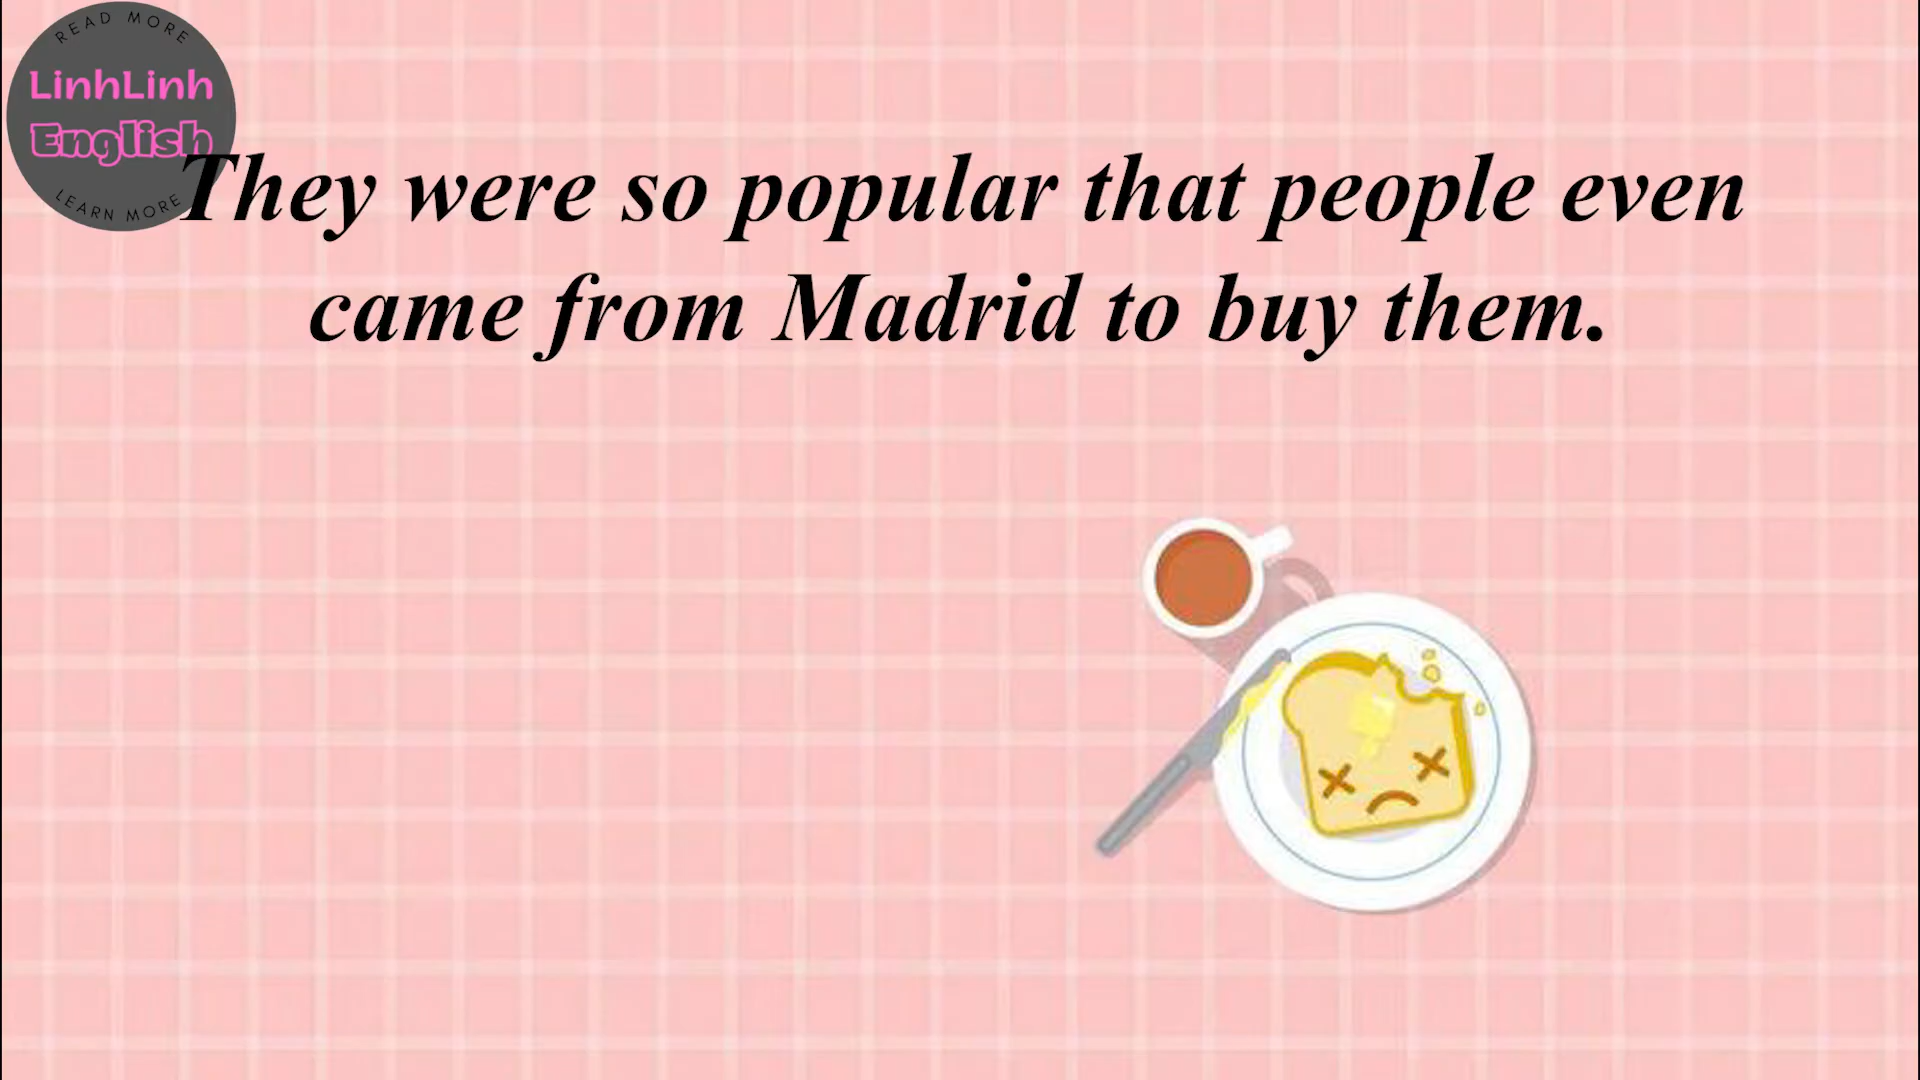 READ MORE
LinhLinh
English
LEARN MORE
They were so popular that people even
came from Madrid to buy them.